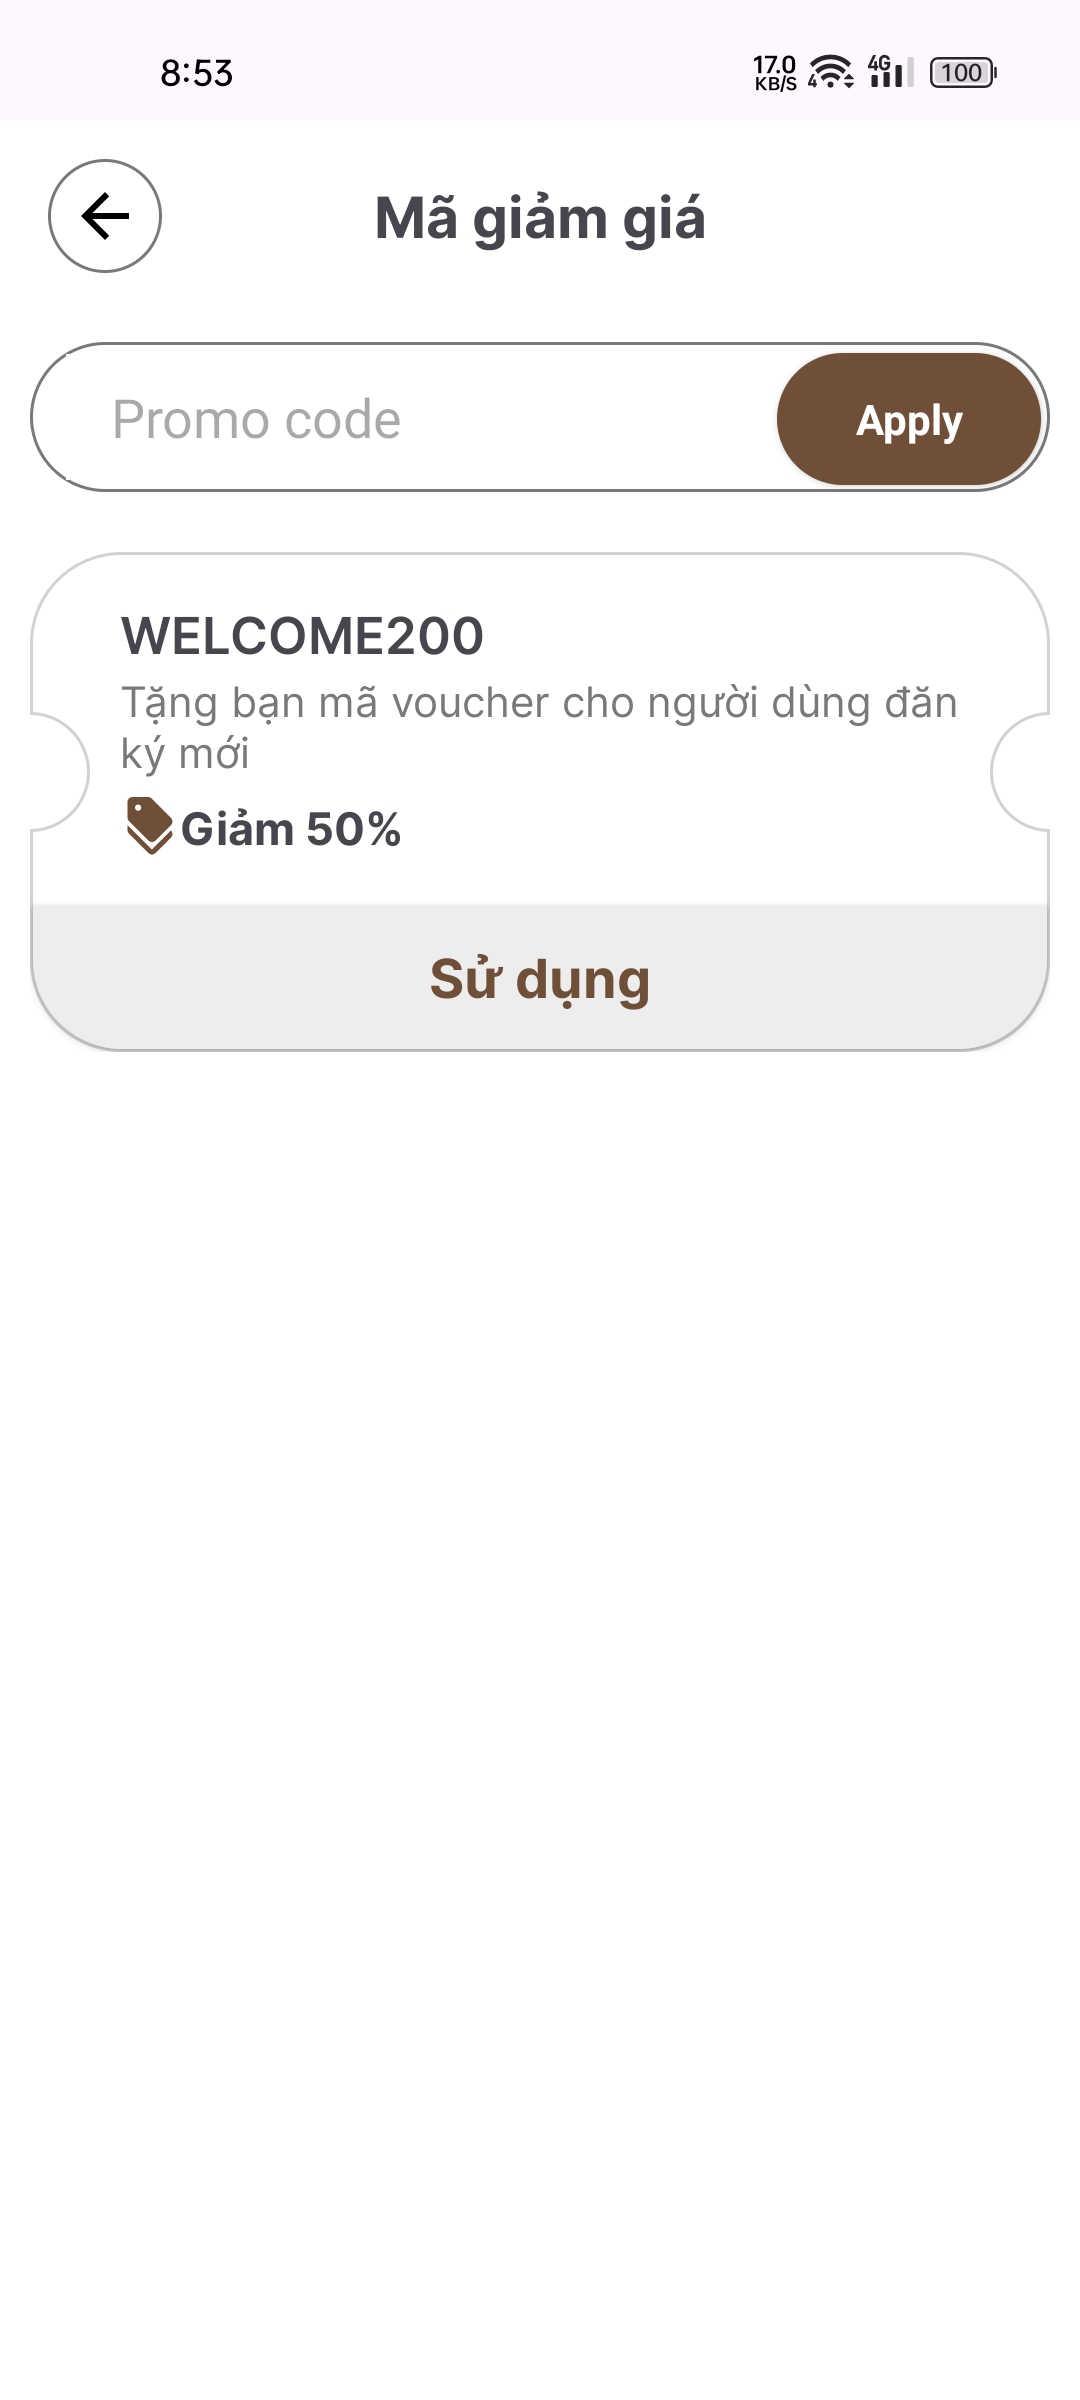 8:53
17.0
KB/S
4
4G
100
Mã giảm giá
Promo code
Apply
WELCOME200
Tặng bạn mã voucher cho người dùng đăn
ký mới
Giảm 50%
Sử dụng